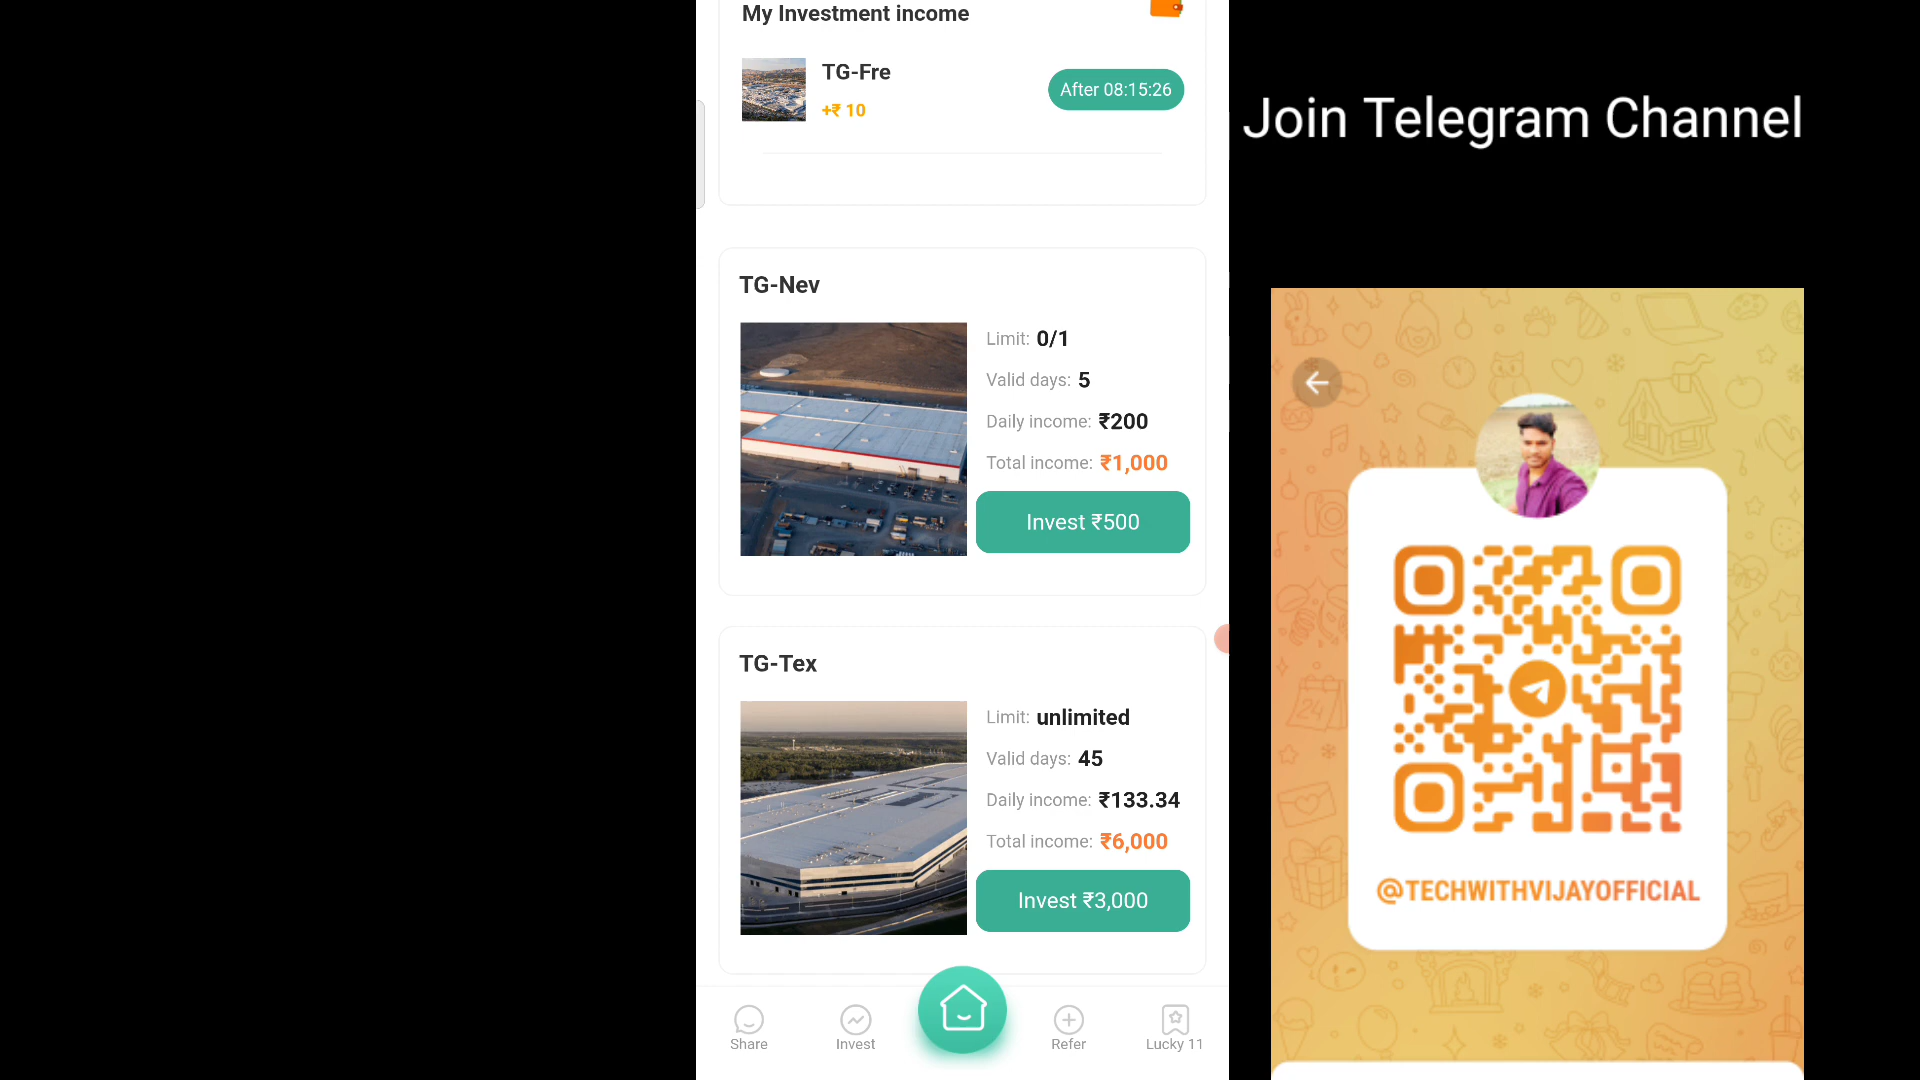 My Investment income
TG-Fre
+₹ 10
After 08:15:26
TG-Nev
Limit: 0/1
Valid days: 5
Daily income: ₹200
Total income: ₹1,000
Invest ₹500
TG-Tex
Limit: unlimited
Valid days: 45
Daily income: ₹133.34
Total income: ₹6,000
Invest ₹3,000
Share
Invest
Refer
Lucky 11
Join Telegram Channel
24
@TECHWITHVIJAYOFFICIAL